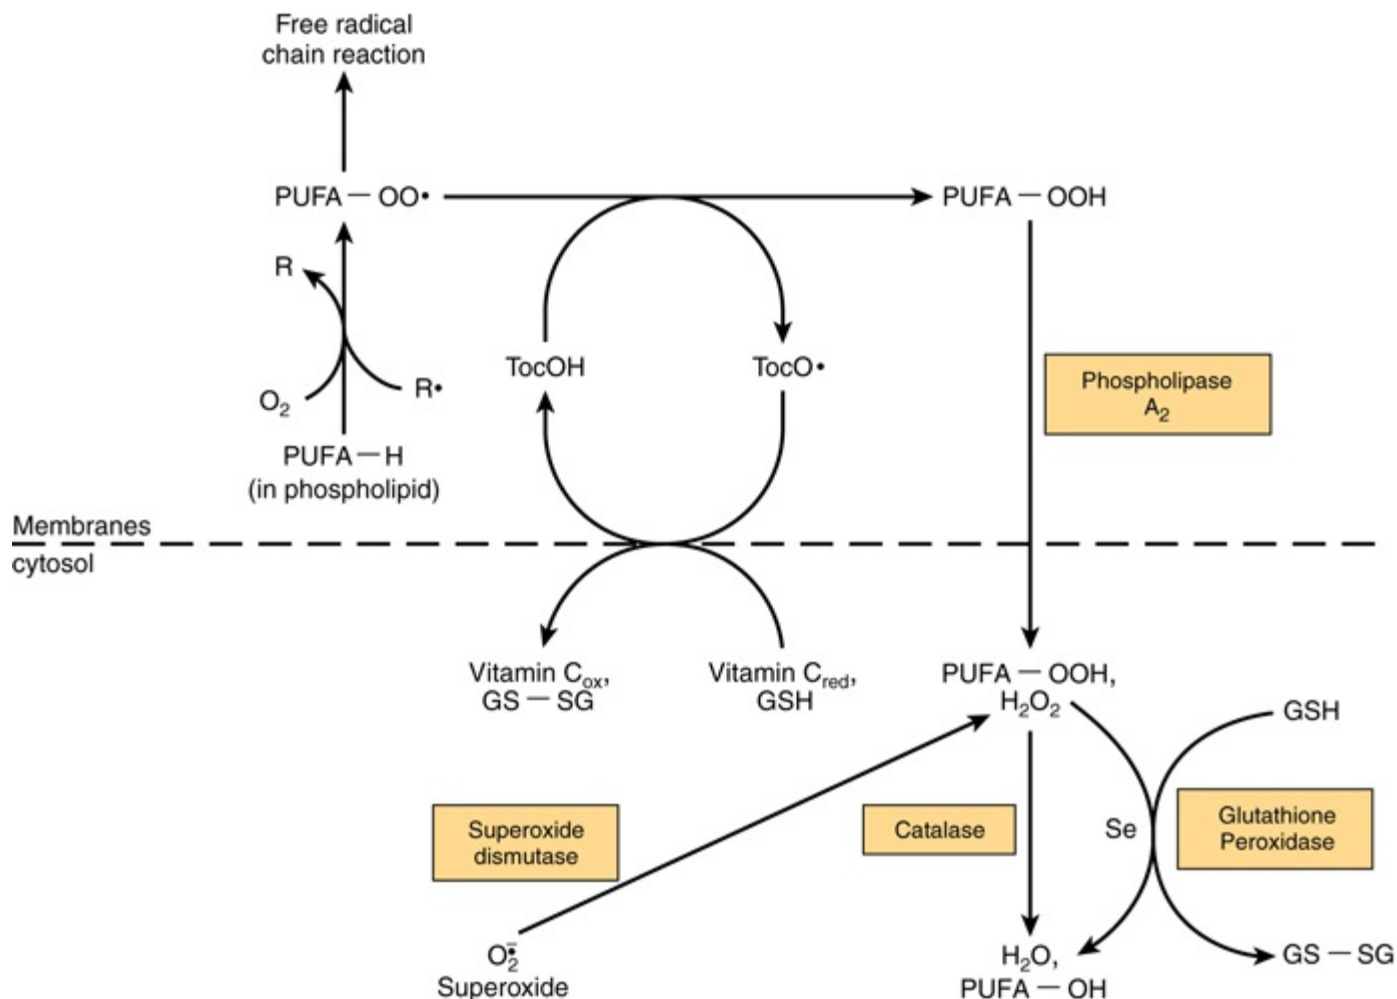 Free radical
chain reaction
PUFA — OO•
PUFA — OOH
R
TocOH
TocO•
O₂
R•
Phospholipase
A₂
PUFA — H
(in phospholipid)
Membranes
cytosol
Vitamin Cₒₓ,
GS — SG
Vitamin C_red,
GSH
PUFA — OOH,
H₂O₂
GSH
Superoxide
dismutase
Catalase
Se
Glutathione
Peroxidase
O₂•̅
Superoxide
H₂O,
PUFA — OH
GS — SG